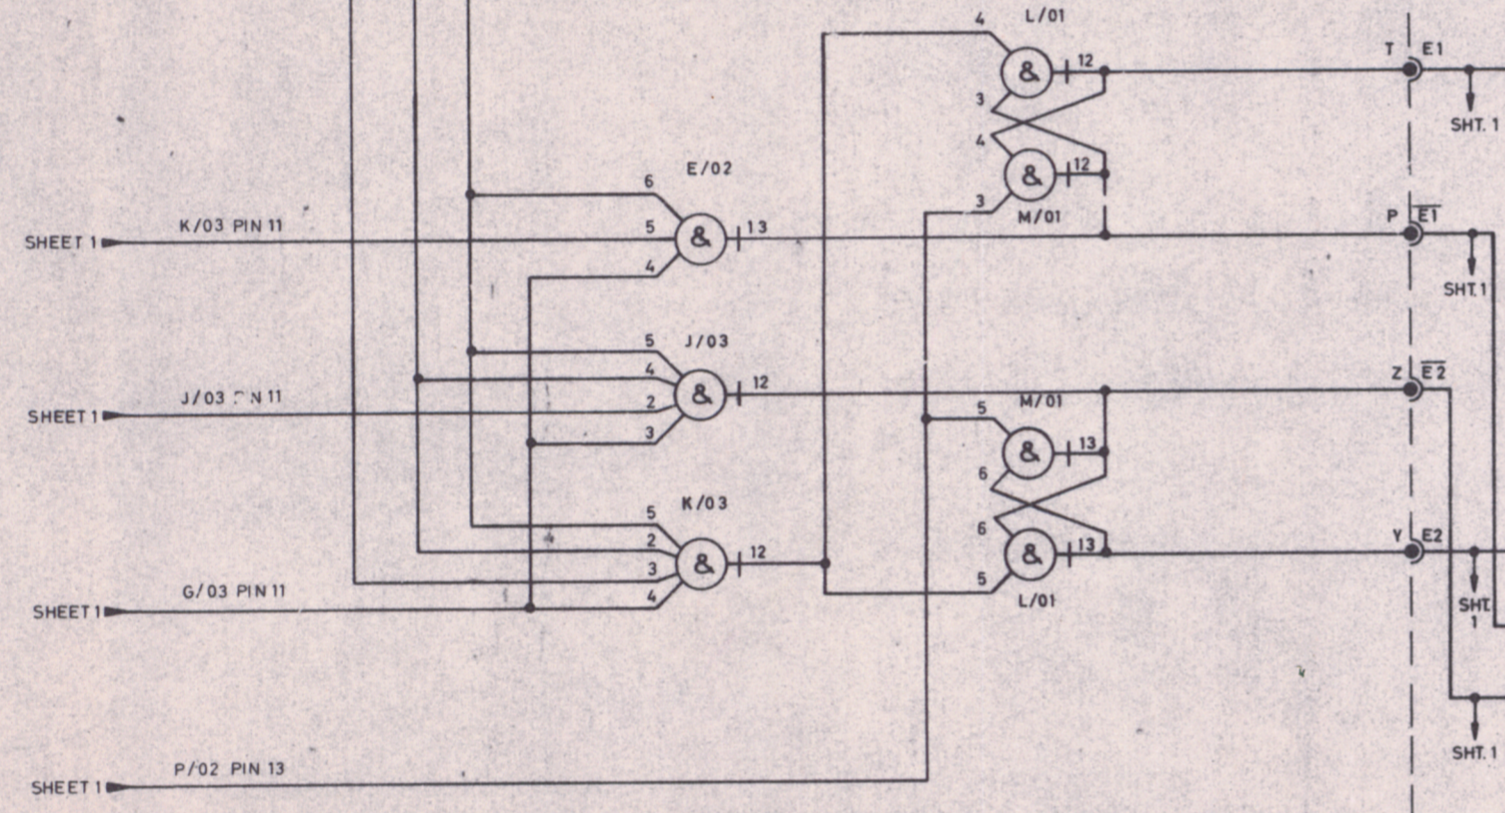 L/01
4
&
12
T
E1
3
SHT. 1
4
&
12
3
M/01
E/02
6
K/03 PIN 11
5
&
13
SHEET 1
4
P
E1
SHT. 1
J/03
5
4
J/03 PIN 11
2
&
12
SHEET 1
3
Z
E2
M/01
5
&
13
6
K/03
5
2
&
12
3
4
G/03 PIN 11
SHEET 1
6
&
13
5
L/01
Y
E2
SHT.
1
P/02 PIN 13
SHEET 1
SHT. 1